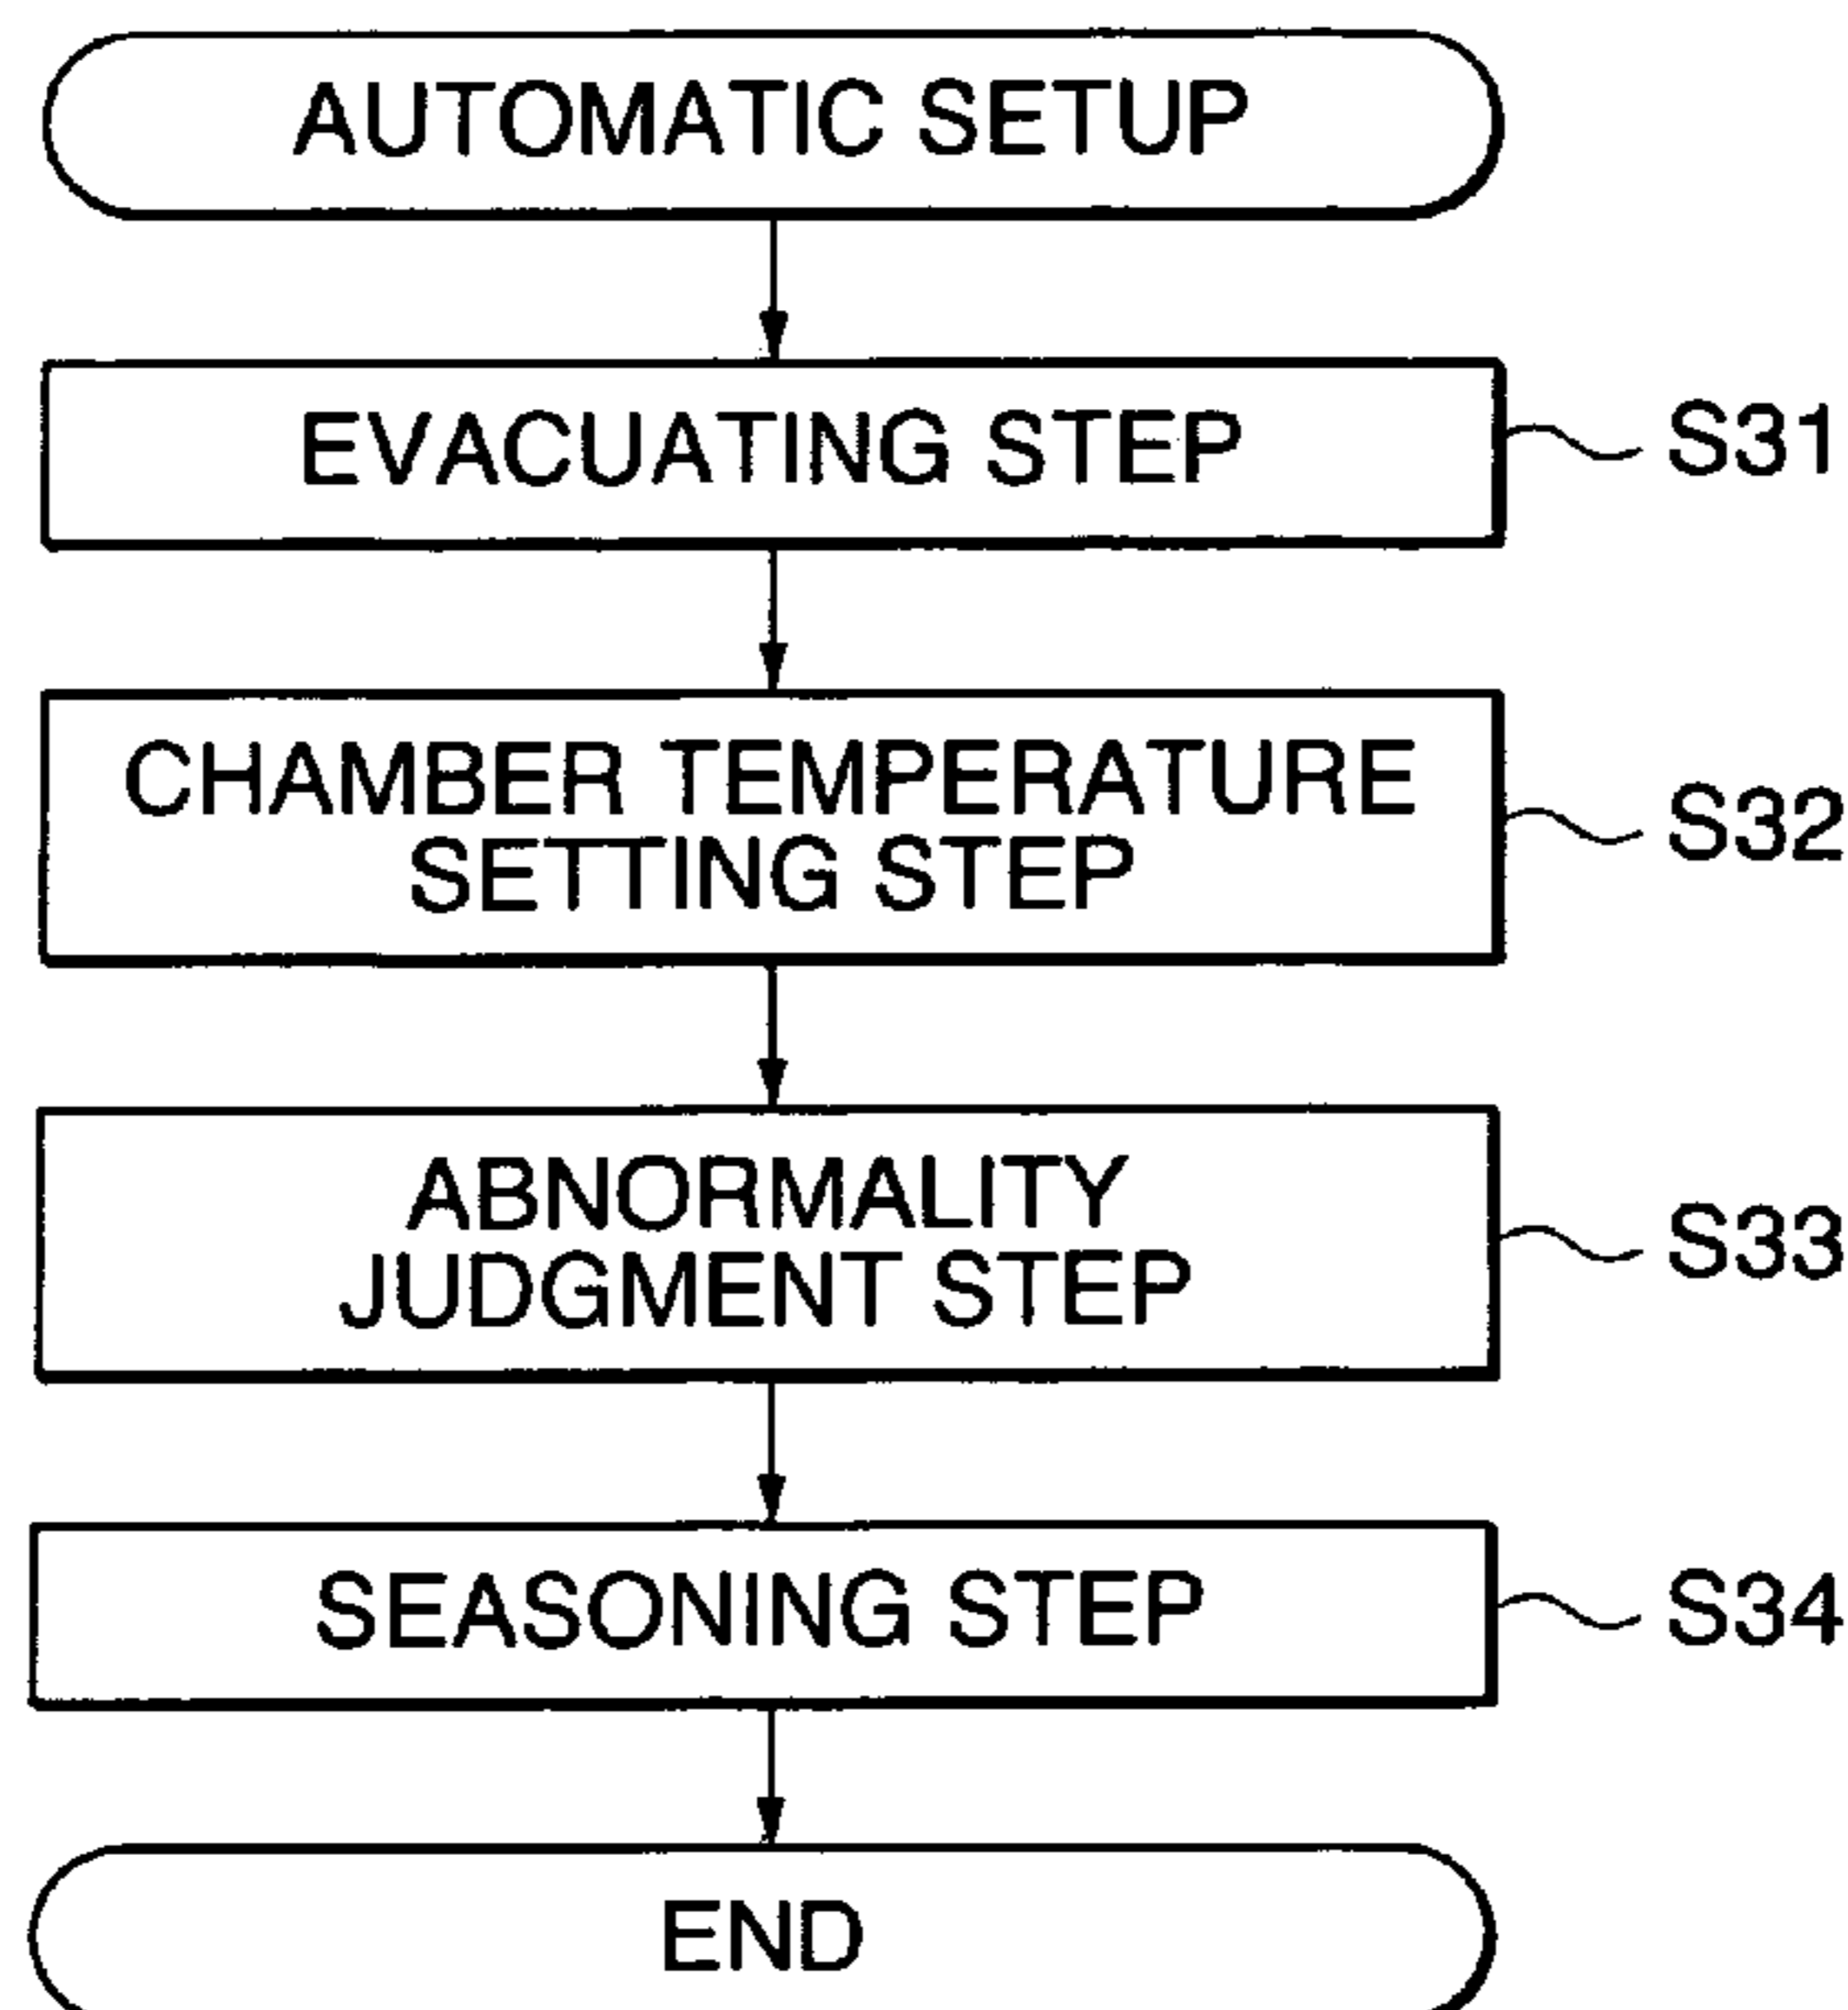 AUTOMATIC SETUP
EVACUATING STEP
S31
CHAMBER TEMPERATURE
SETTING STEP
S32
ABNORMALITY
JUDGMENT STEP
S33
SEASONING STEP
S34
END